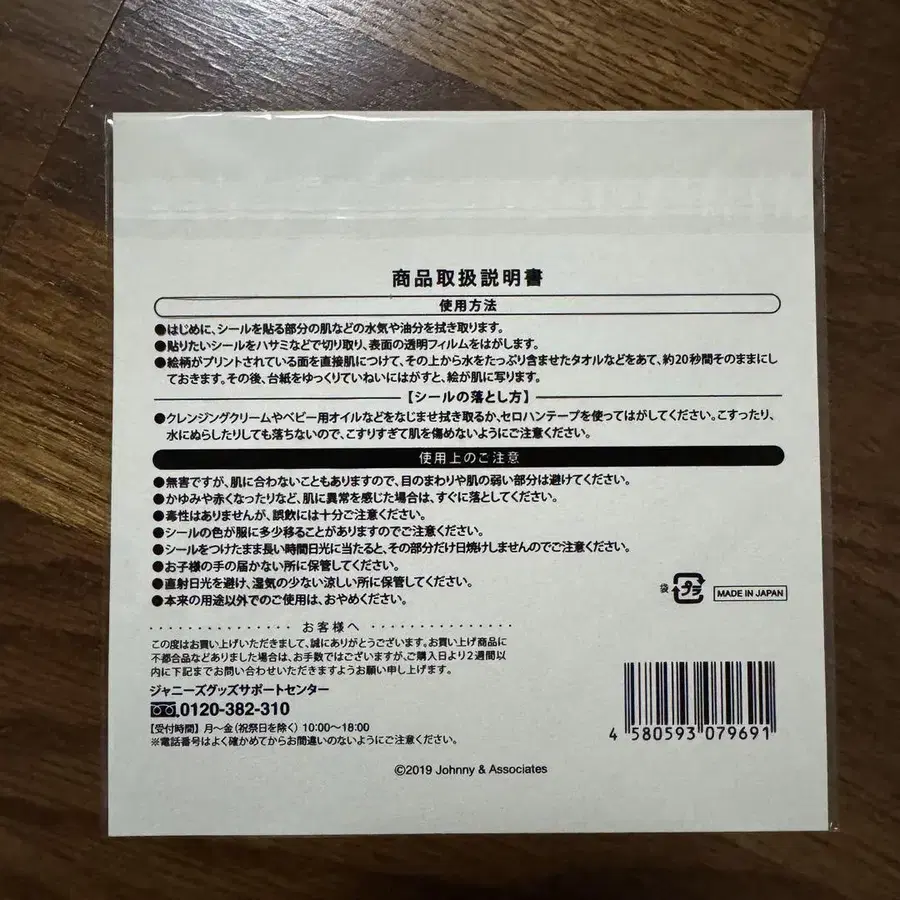 商品取扱説明書
使用方法
●はじめに、シールを貼る部分の肌などの水気や油分を拭き取ります。
●貼りたいシールをハサミなどで切り取り、表面の透明フィルムをはがします。
●絵柄がプリントされている面を直接肌につけて、その上から水をたっぷり含ませたタオルなどをあて、約20秒間そのままにし
ておきます。その後、台紙をゆっくりていねいにはがすと、絵が肌に写ります。
【シールの落とし方】
●クレンジングクリームやベビー用オイルなどをなじませ拭き取るか、セロハンテープを使ってはがしてください。こすったり、
水にぬらしたりしても落ちないので、こすりすぎて肌を傷めないようにご注意ください。
使用上のご注意
●無害ですが、肌に合わないこともありますので、目のまわりや肌の弱い部分は避けてください。
●かゆみや赤くなったりなど、肌に異常を感じた場合は、すぐに落としてください。
●毒性はありませんが、誤飲には十分ご注意ください。
●シールの色が服に多少移ることがありますのでご注意ください。
●シールをつけたまま長い時間日光に当たると、その部分だけ日焼けしませんのでご注意ください。
●お子様の手の届かない所に保管してください。
●直射日光を避け、湿気の少ない涼しい所に保管してください。
●本来の用途以外でのご使用は、おやめください。
袋 プラ MADE IN JAPAN
お客様へ
この度はお買い上げいただきまして、誠にありがとうございます。お買い上げ商品に
不都合品などありました場合は、お手数ではございますが、ご購入日より2週間以
内に下記までお問い合わせいただきますようお願い申し上げます。
ジャニーズグッズサポートセンター
0120-382-310
【受付時間】月〜金(祝祭日を除く) 10:00〜18:00
※電話番号はよく確かめてからお間違いのないようにご注意ください。
4 580593 079691
©2019 Johnny & Associates